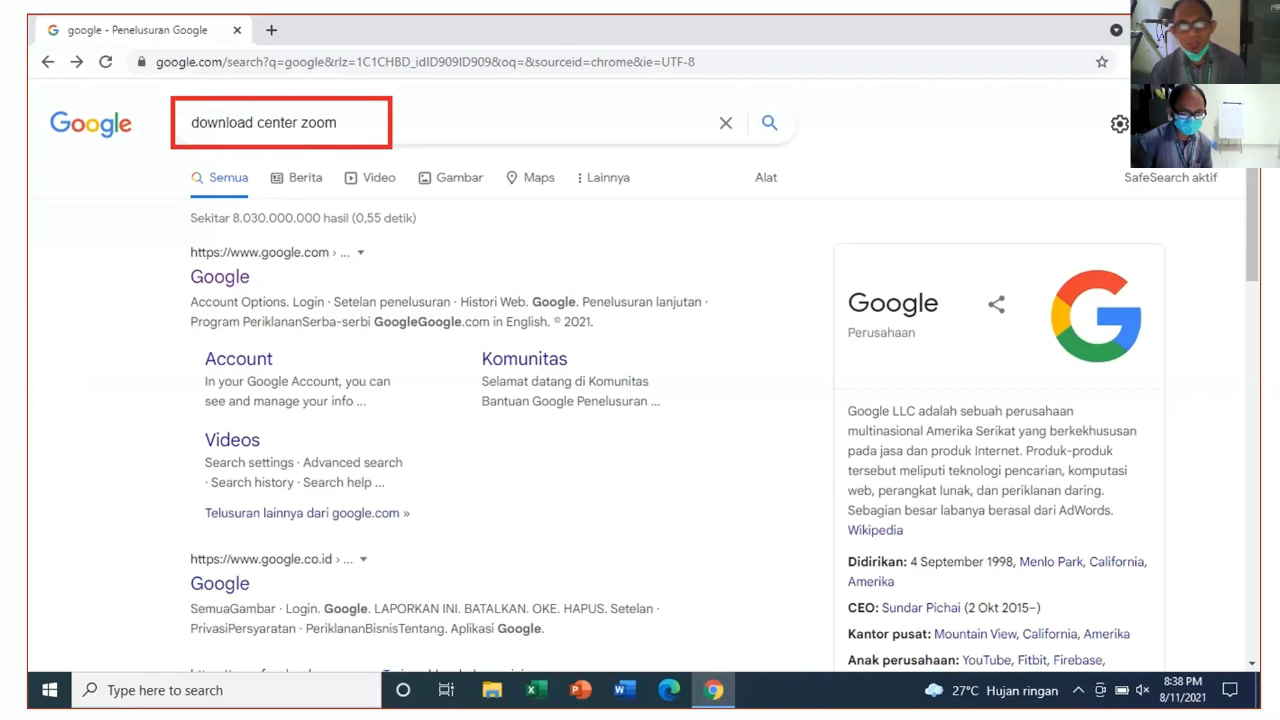 google - Penelusuran Google
google.com/search?q=google&rlz=1C1CHBD_idID909ID909&oq=&sourceid=chrome&ie=UTF-8
Google
download center zoom
Semua
Berita
Video
Gambar
Maps
Lainnya
Alat
SafeSearch aktif
Sekitar 8.030.000.000 hasil (0,55 detik)
https://www.google.com › ...
Google
Account Options. Login · Setelan penelusuran · Histori Web. Google. Penelusuran lanjutan ·
Program PeriklananSerba-serbi GoogleGoogle.com in English. © 2021.
Account
In your Google Account, you can
see and manage your info ...
Komunitas
Selamat datang di Komunitas
Bantuan Google Penelusuran ...
Videos
Search settings · Advanced search
· Search history · Search help ...
Telusuran lainnya dari google.com »
https://www.google.co.id › ...
Google
SemuaGambar · Login. Google. LAPORKAN INI. BATALKAN. OKE. HAPUS. Setelan ·
PrivasiPersyaratan · PeriklananBisnisTentang. Aplikasi Google.
Google
Perusahaan
Google LLC adalah sebuah perusahaan
multinasional Amerika Serikat yang berkekhususan
pada jasa dan produk Internet. Produk-produk
tersebut meliputi teknologi pencarian, komputasi
web, perangkat lunak, dan periklanan daring.
Sebagian besar labanya berasal dari AdWords.
Wikipedia
Didirikan: 4 September 1998, Menlo Park, California,
Amerika
CEO: Sundar Pichai (2 Okt 2015–)
Kantor pusat: Mountain View, California, Amerika
Anak perusahaan: YouTube, Fitbit, Firebase,
Type here to search
27°C Hujan ringan
8:38 PM
8/11/2021